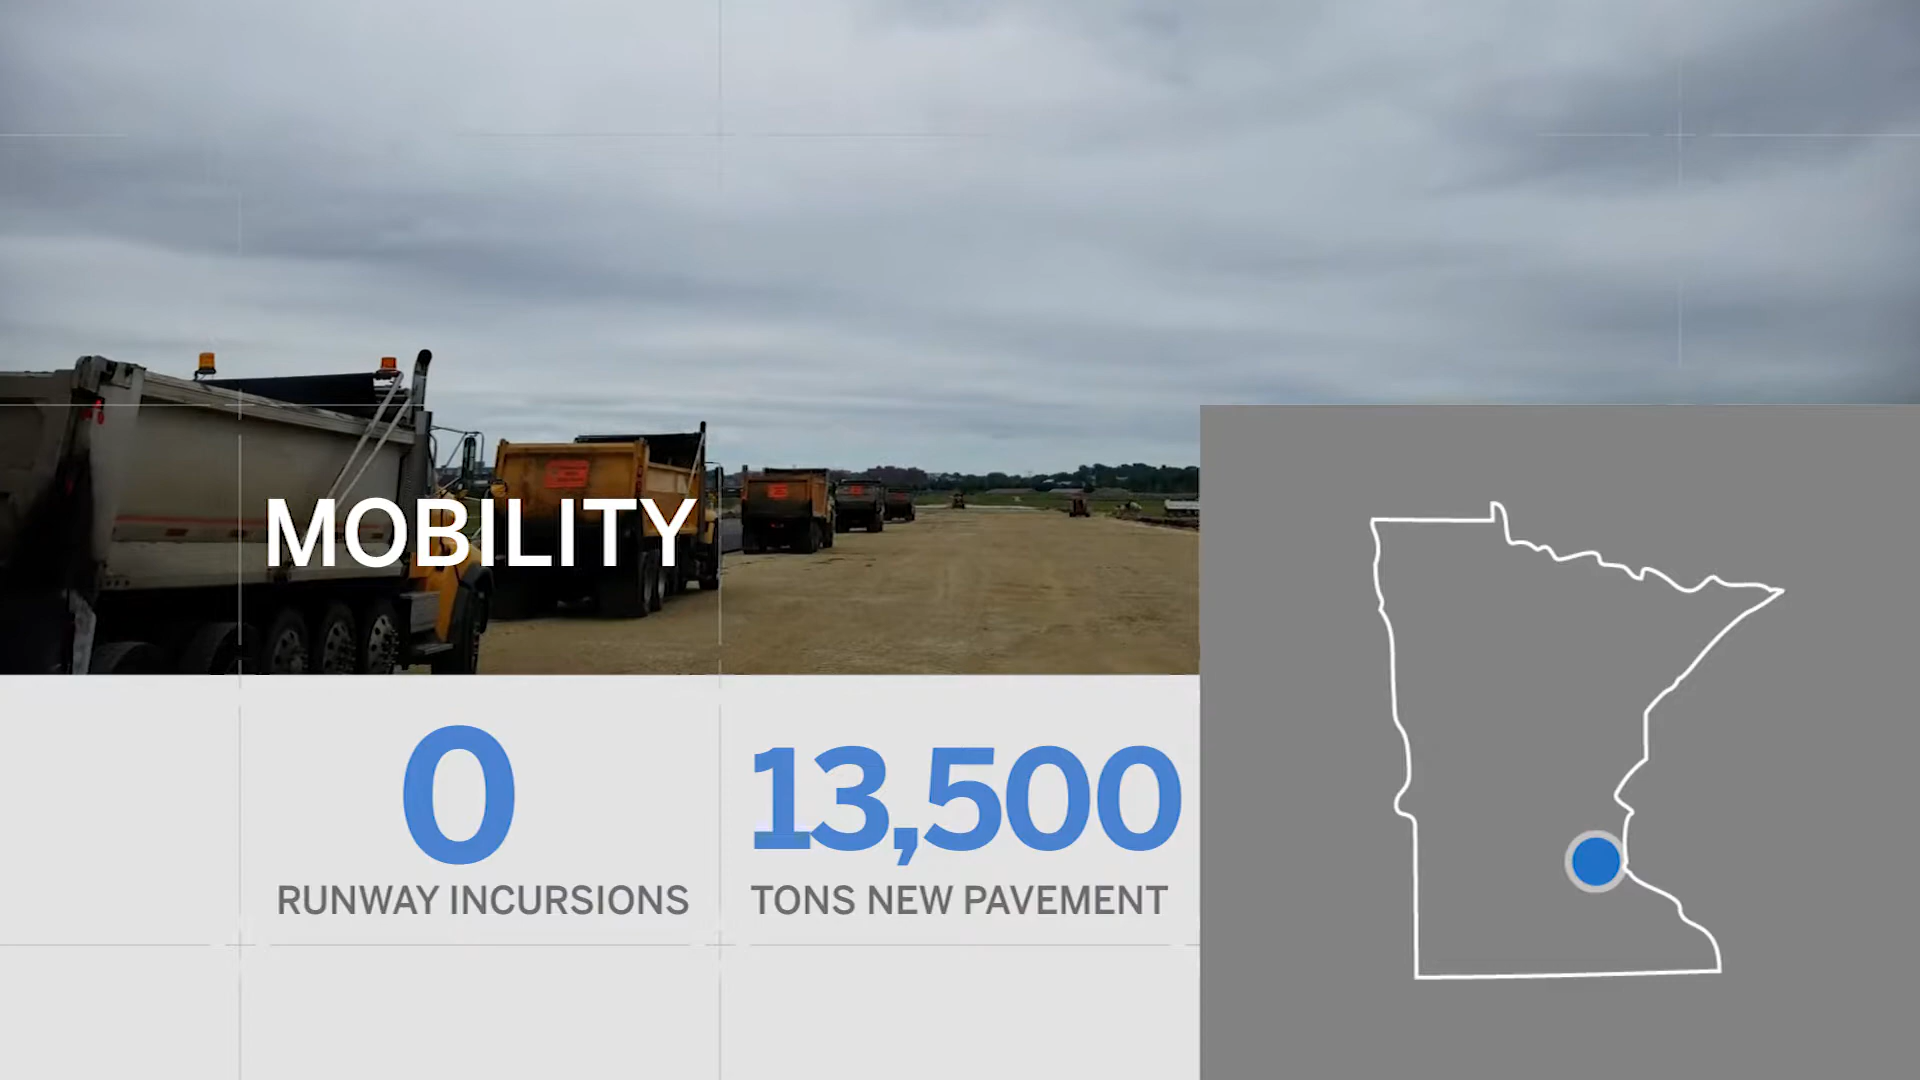 MOBILITY
0
RUNWAY INCURSIONS
13,500
TONS NEW PAVEMENT